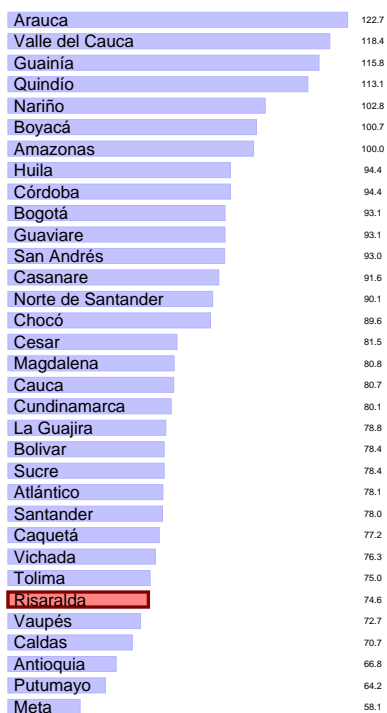 Arauca 122.7
Valle del Cauca 118.4
Guainía 115.8
Quindío 113.1
Nariño 102.8
Boyacá 100.7
Amazonas 100.0
Huila 94.4
Córdoba 94.4
Bogotá 93.1
Guaviare 93.1
San Andrés 93.0
Casanare 91.6
Norte de Santander 90.1
Chocó 89.6
Cesar 81.5
Magdalena 80.8
Cauca 80.7
Cundinamarca 80.1
La Guajira 78.8
Bolivar 78.4
Sucre 78.4
Atlántico 78.1
Santander 78.0
Caquetá 77.2
Vichada 76.3
Tolima 75.0
Risaralda 74.6
Vaupés 72.7
Caldas 70.7
Antioquia 66.8
Putumayo 64.2
Meta 58.1